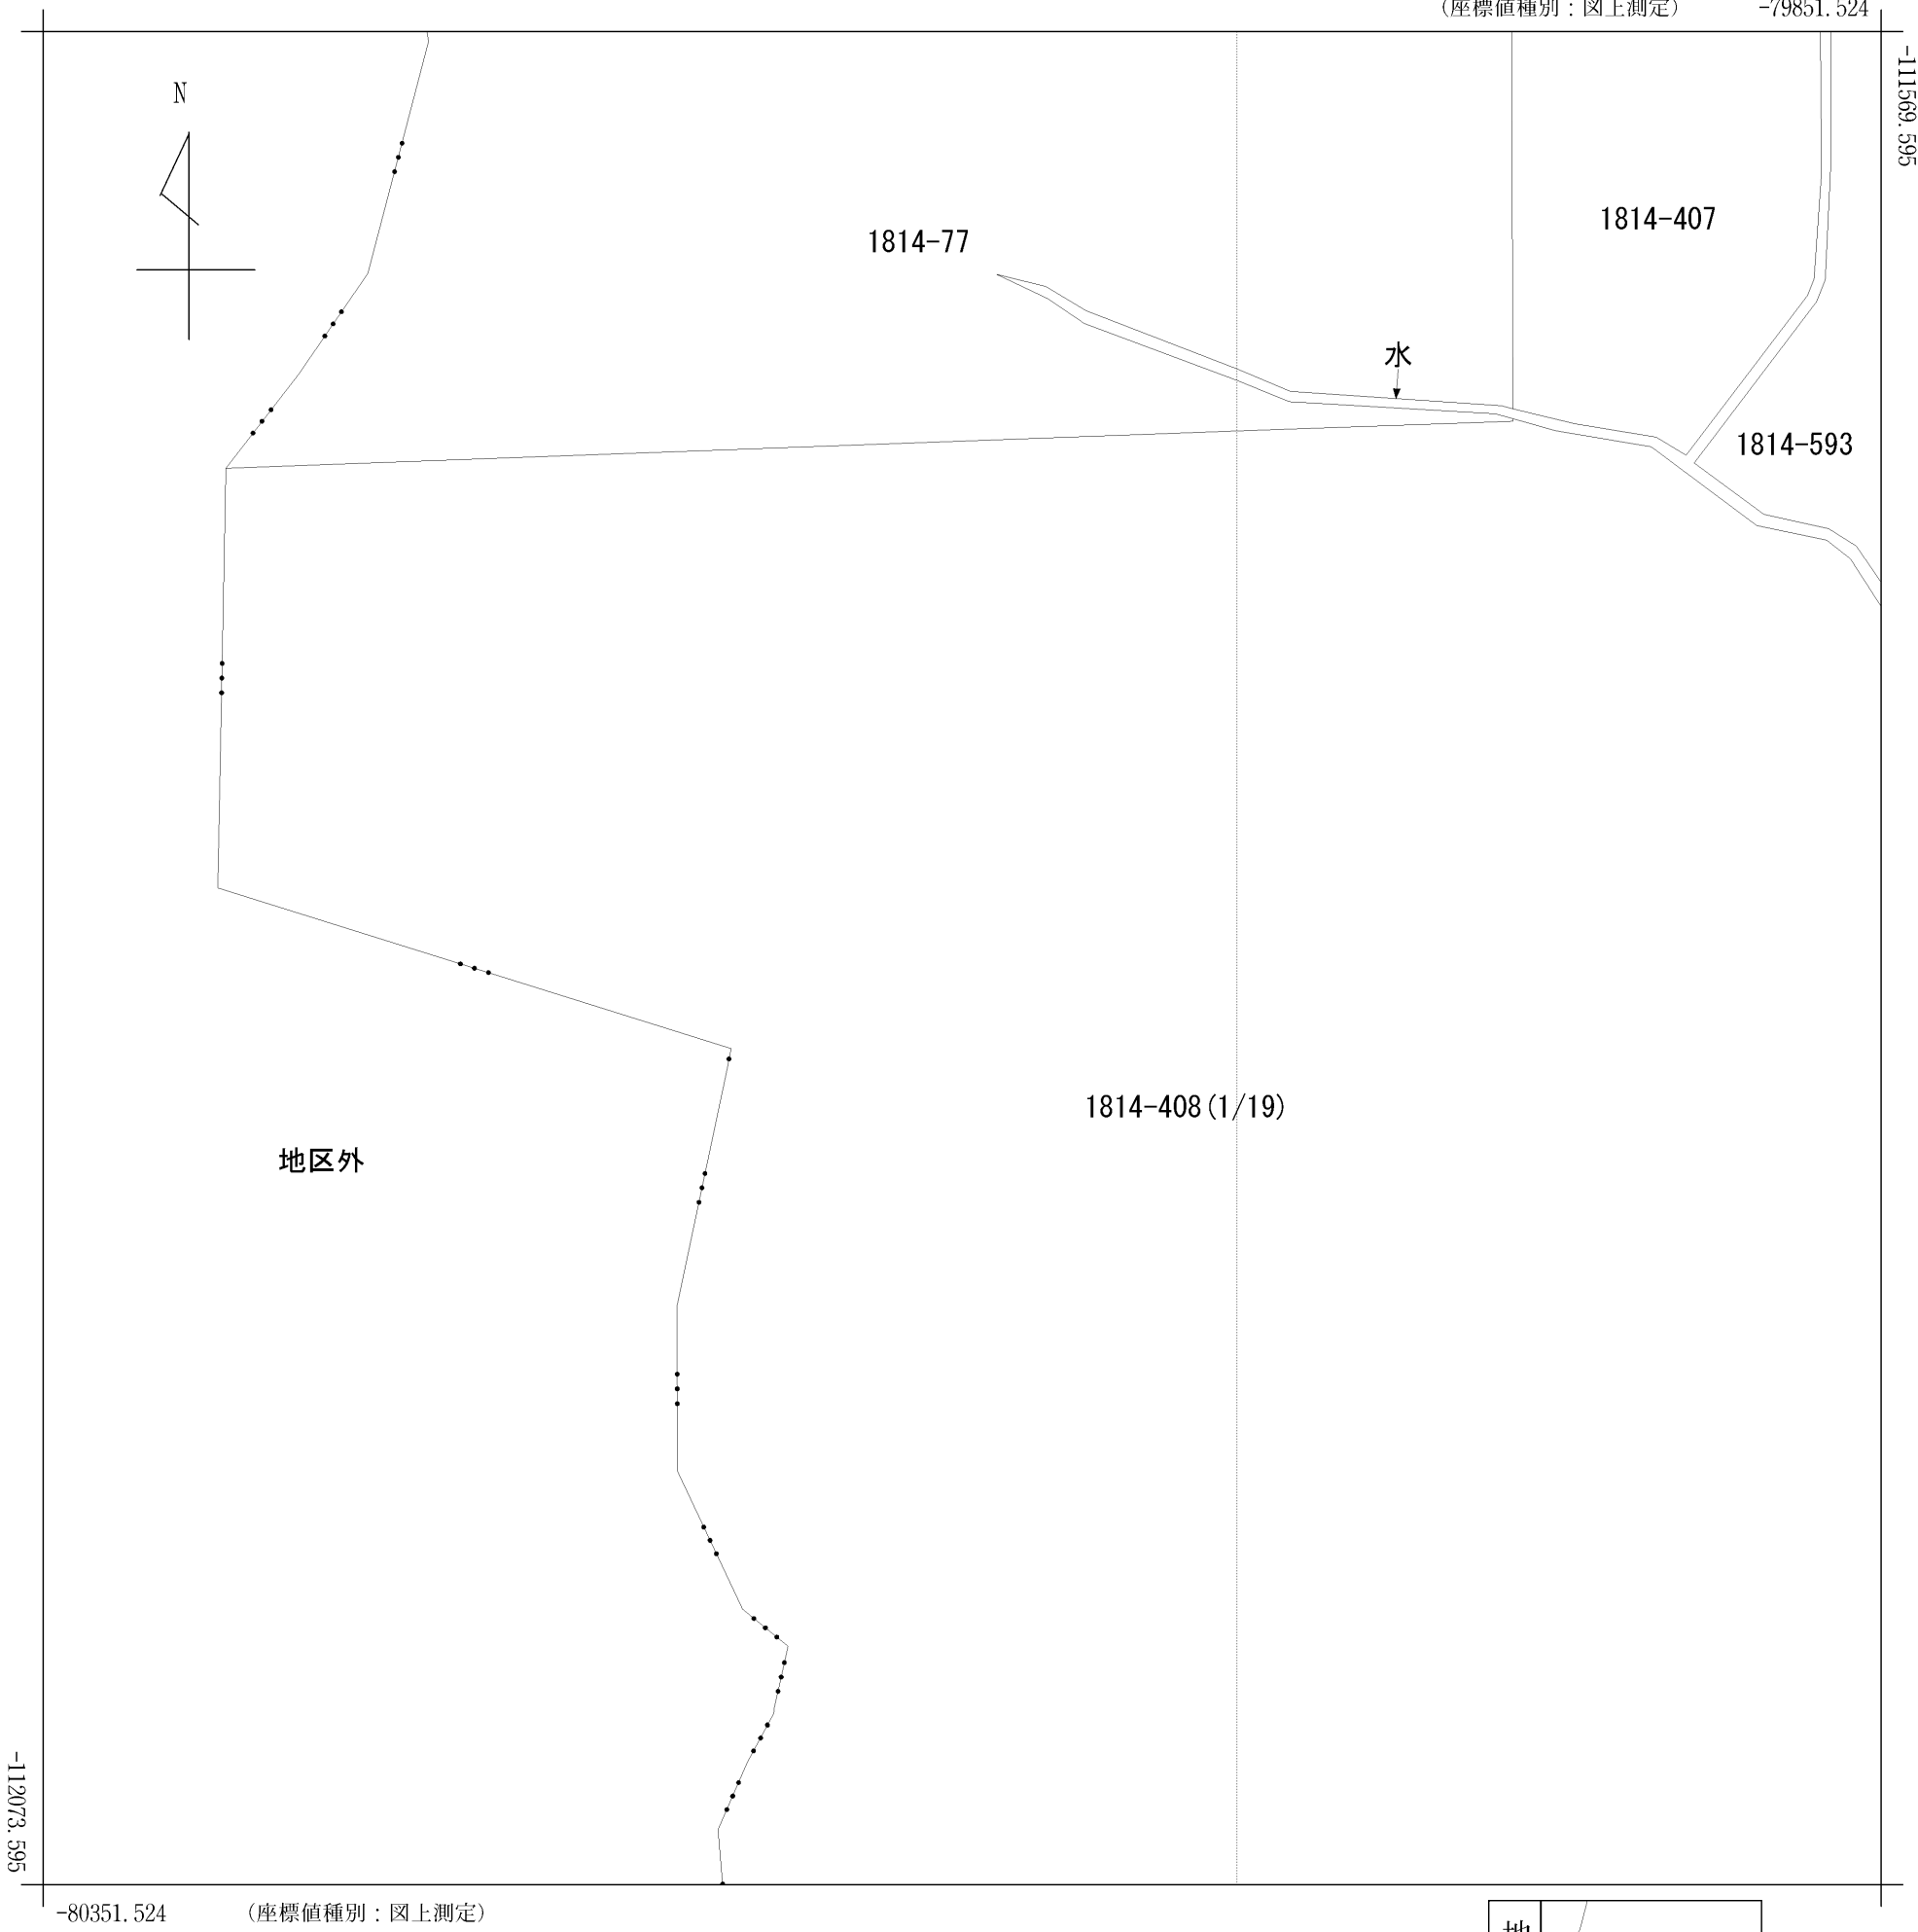 (座標値種別：図上測定) -79851.524
-111569.595
N
1814-407
1814-77
水
1814-593
1814-408(1/19)
地区外
-112073.595
-80351.524 (座標値種別：図上測定)
地